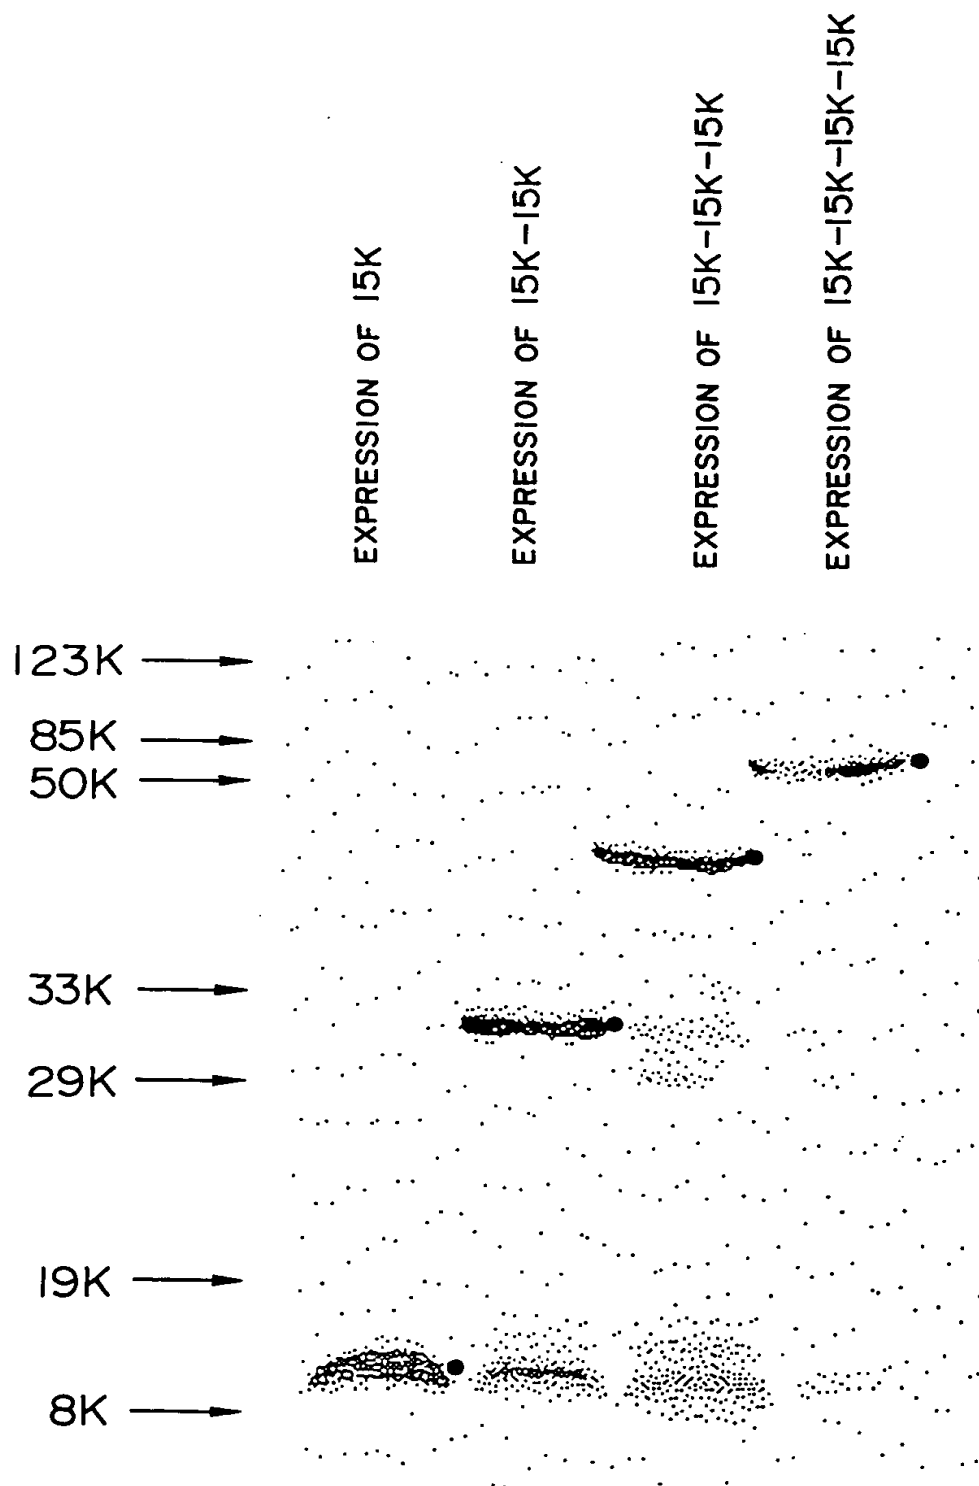 EXPRESSION OF 15K
EXPRESSION OF 15K-15K
EXPRESSION OF 15K-15K-15K
EXPRESSION OF 15K-15K-15K-15K
123K
85K
50K
33K
29K
19K
8K